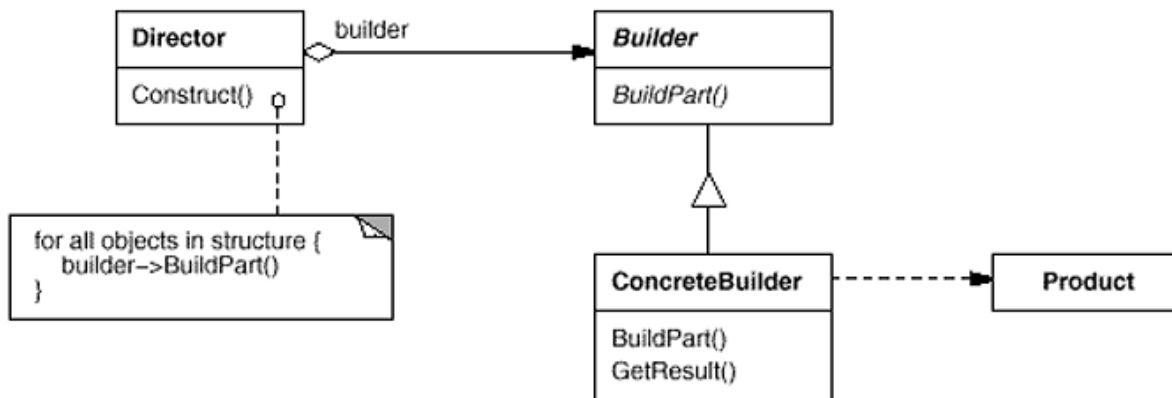 Director
Construct()
builder
Builder
BuildPart()
for all objects in structure {
builder->BuildPart()
}
ConcreteBuilder
BuildPart()
GetResult()
Product